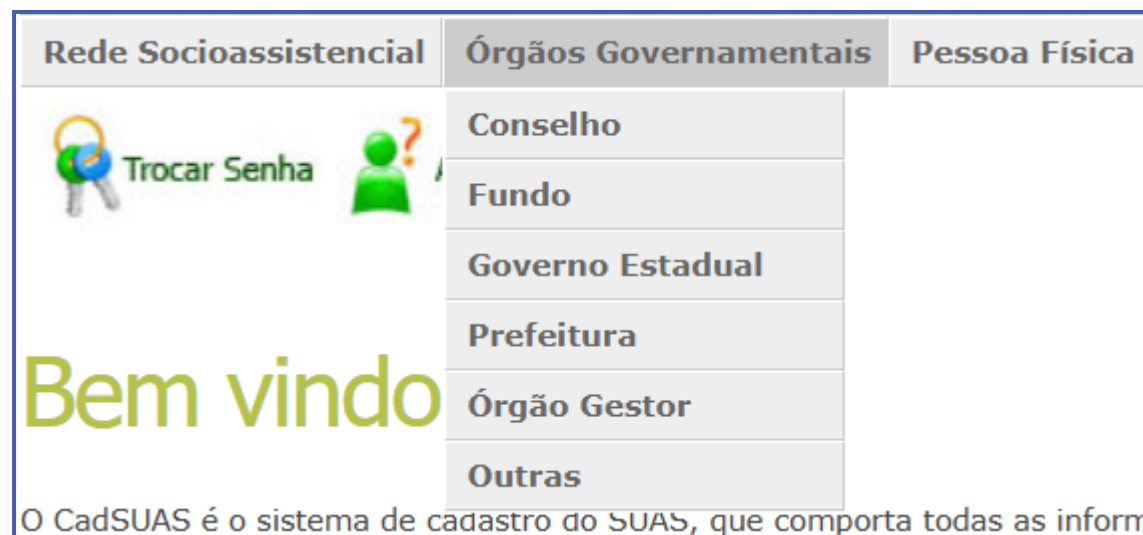 Rede Socioassistencial Órgãos Governamentais Pessoa Física
Conselho
Trocar Senha
Fundo
Governo Estadual
Prefeitura
Bem vindo
Órgão Gestor
Outras
O CadSUAS é o sistema de cadastro do SUAS, que comporta todas as inform